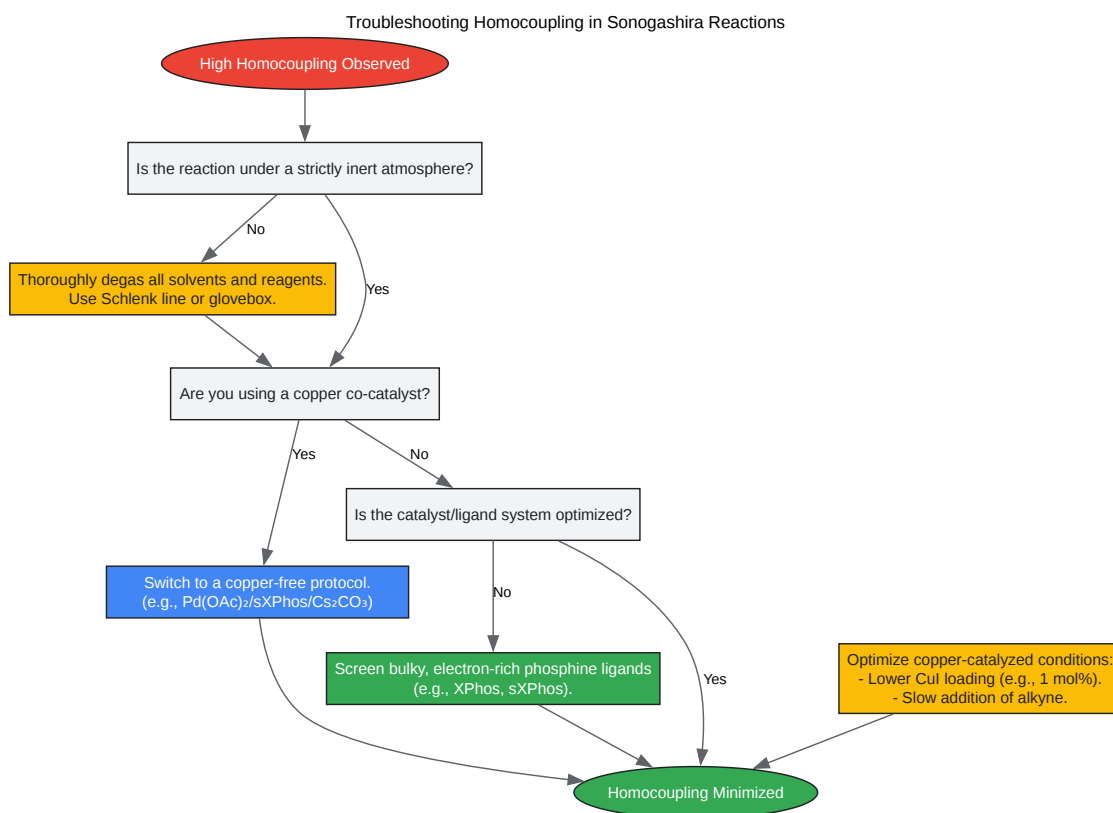 Troubleshooting Homocoupling in Sonogashira Reactions
High Homocoupling Observed
Is the reaction under a strictly inert atmosphere?
No
Thoroughly degas all solvents and reagents.
Use Schlenk line or glovebox.
Yes
Are you using a copper co-catalyst?
Yes
No
Is the catalyst/ligand system optimized?
Switch to a copper-free protocol.
(e.g., Pd(OAc)₂/sXPhos/Cs₂CO₃)
No
Screen bulky, electron-rich phosphine ligands
(e.g., XPhos, sXPhos).
Yes
Optimize copper-catalyzed conditions:
- Lower CuI loading (e.g., 1 mol%).
- Slow addition of alkyne.
Homocoupling Minimized